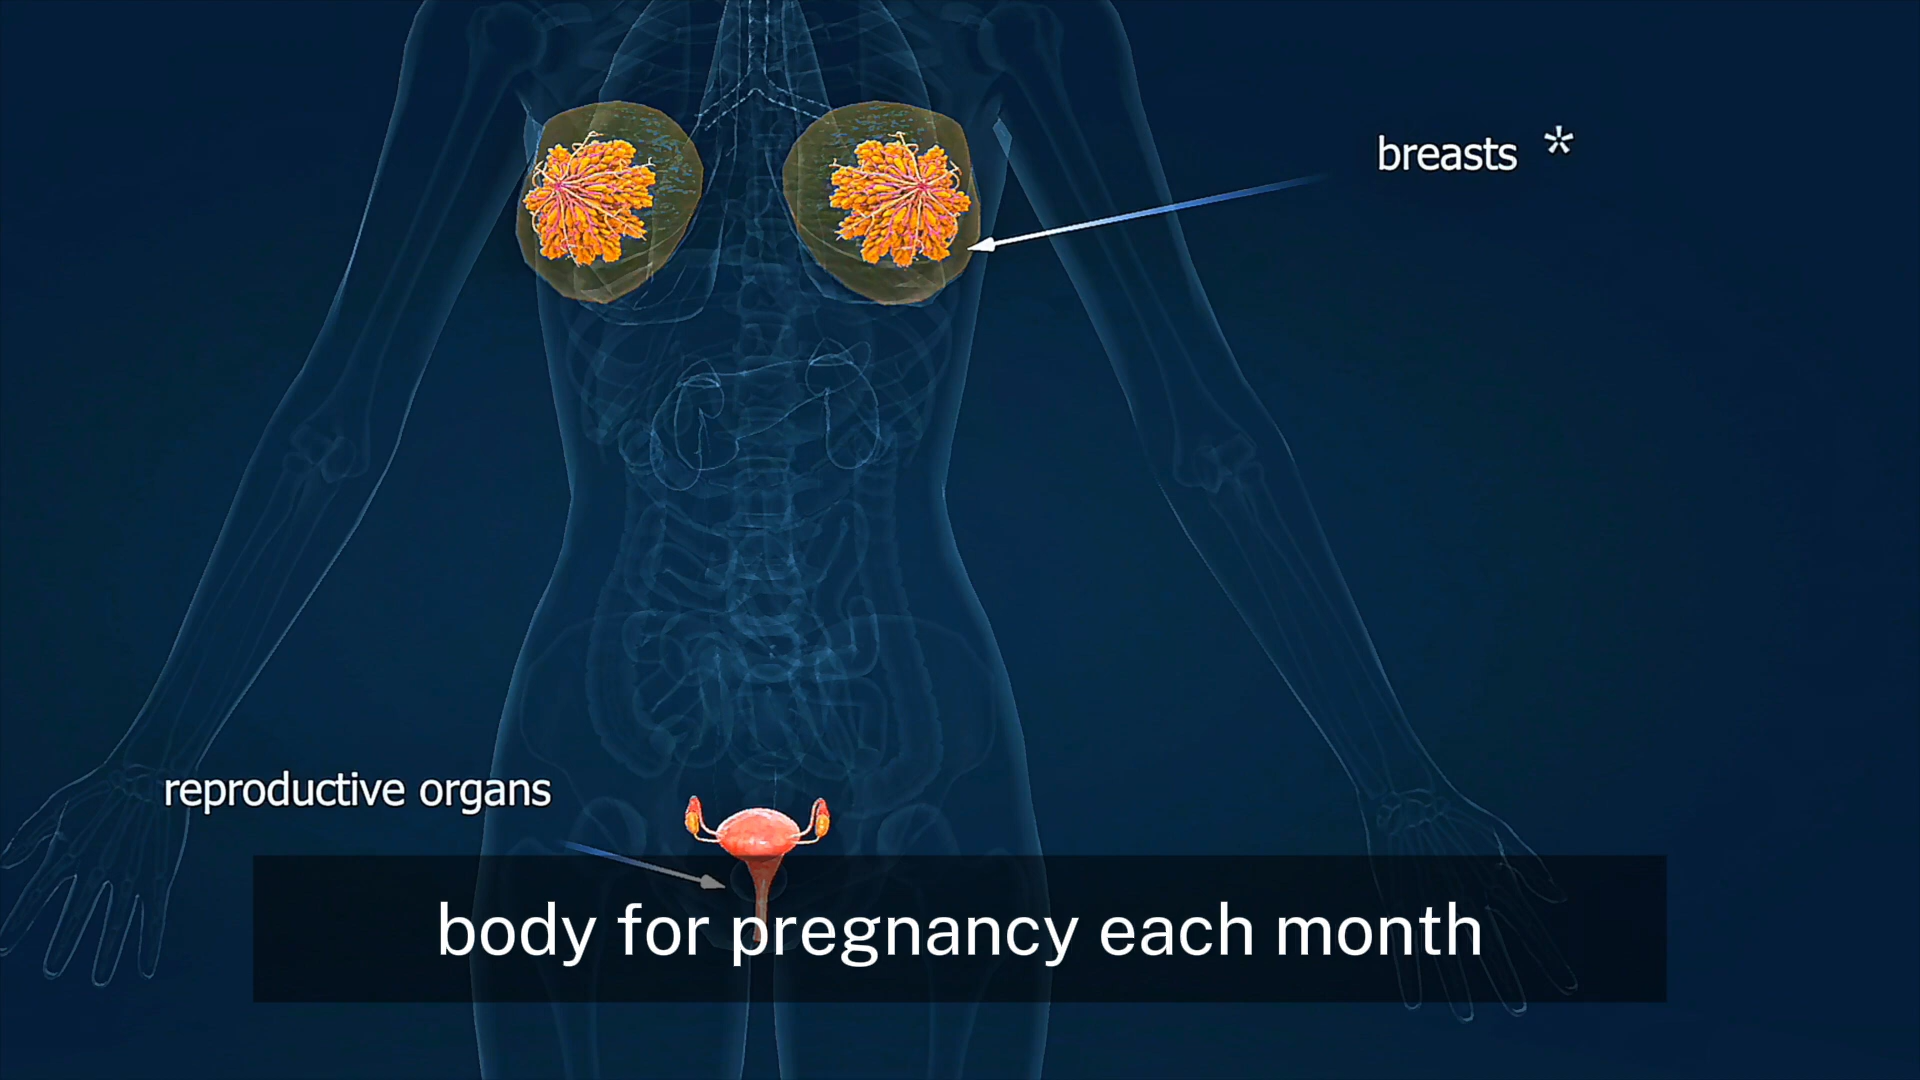 breasts *
reproductive organs
body for pregnancy each month